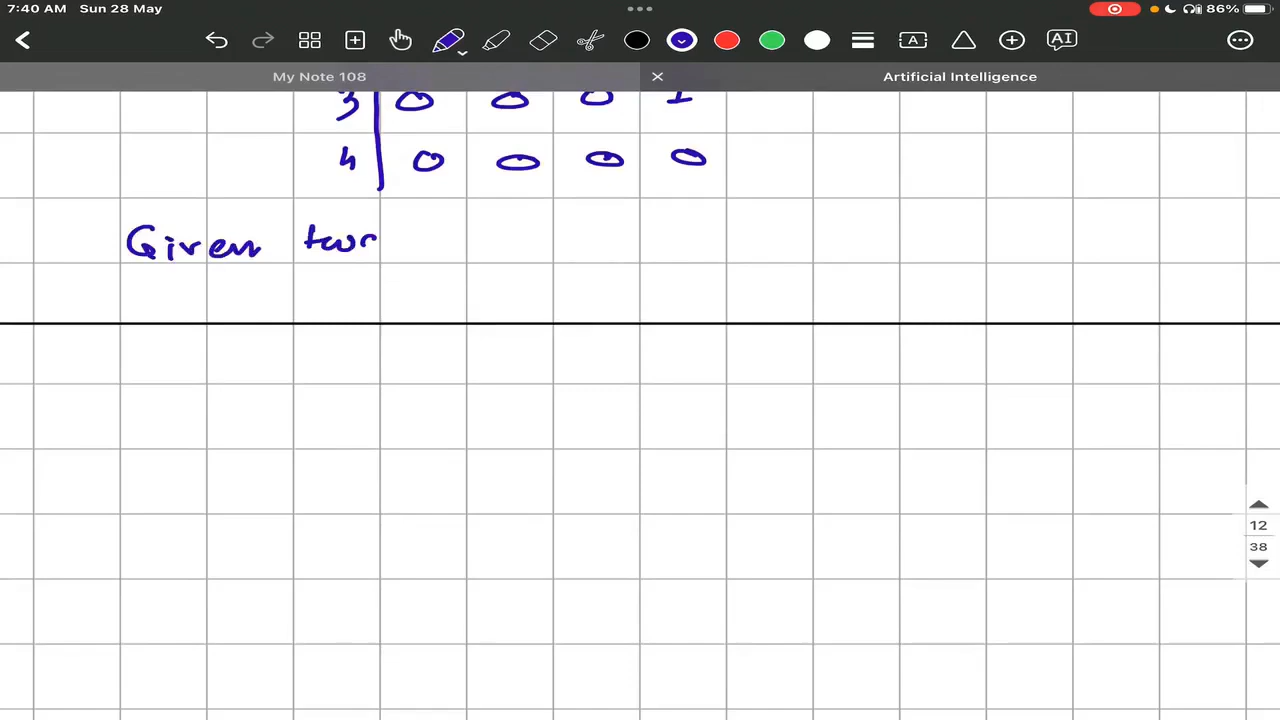 7:40 AM Sun 28 May
86%
A
AI
My Note 108
Artificial Intelligence
3 0 0 0 1
4 0 0 0 0
Given two
12
38